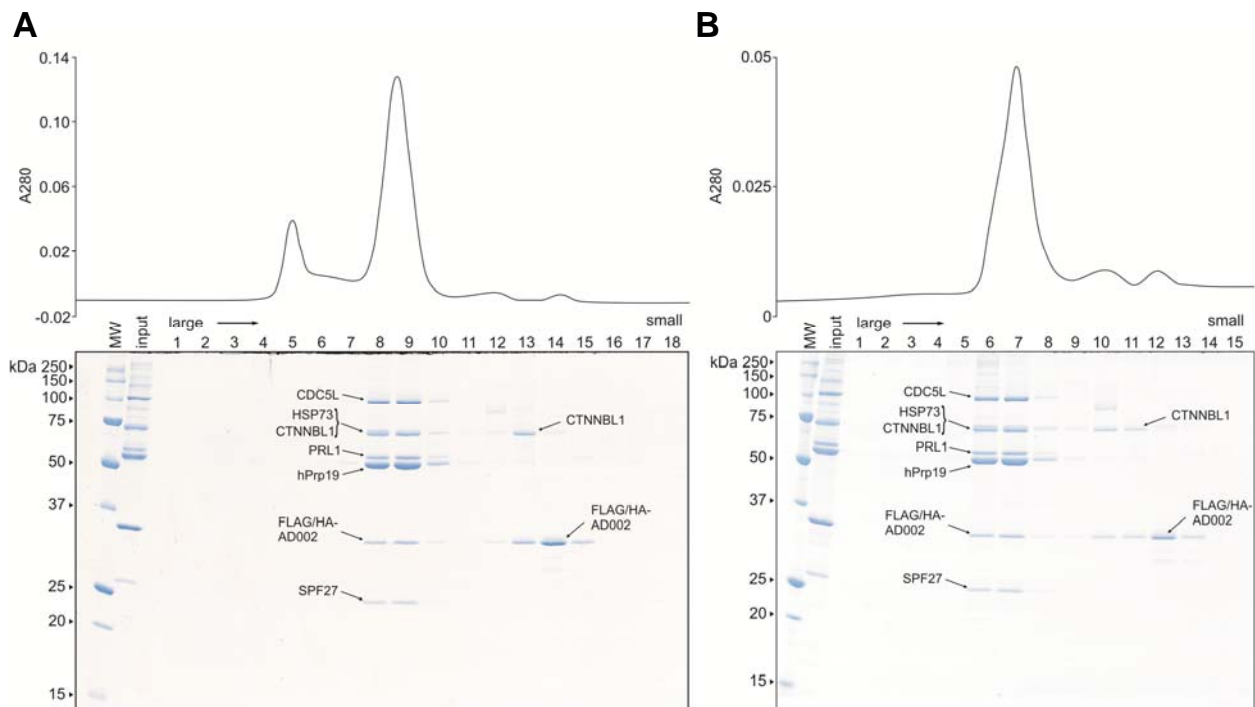 A
0.14
0.10
A280
0.06
0.02
-0.02
MW
input
large
small
1 2 3 4 5 6 7 8 9 10 11 12 13 14 15 16 17 18
kDa
250
150
100
75
50
37
25
20
15
CDC5L
HSP73
CTNNBL1
PRL1
hPrp19
FLAG/HA-
AD002
SPF27
CTNNBL1
FLAG/HA-
AD002
B
0.05
A280
0.025
0
MW
input
large
small
1 2 3 4 5 6 7 8 9 10 11 12 13 14 15
kDa
250
150
100
75
50
37
25
20
15
CDC5L
HSP73
CTNNBL1
PRL1
hPrp19
FLAG/HA-
AD002
SPF27
CTNNBL1
FLAG/HA-
AD002